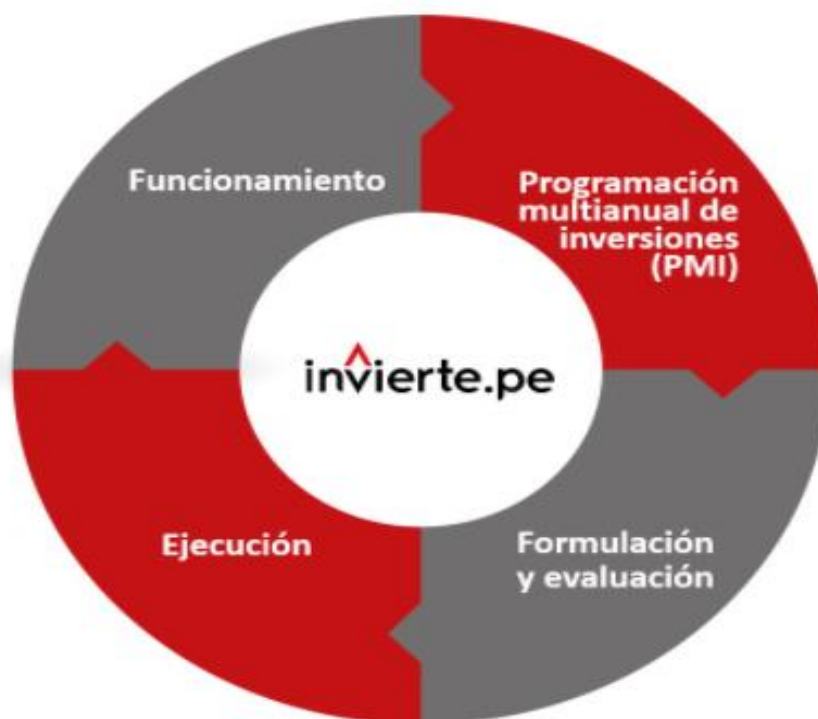 Funcionamiento
Programación
multianual de
inversiones
(PMI)
invierte.pe
Ejecución
Formulación
y evaluación